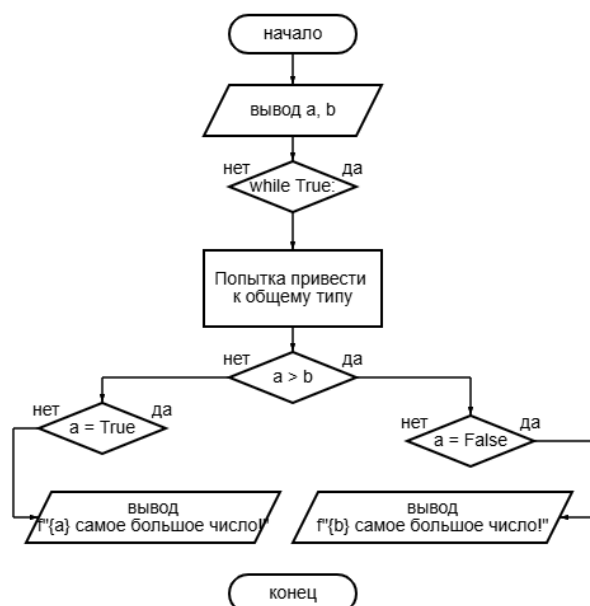 начало
вывод a, b
нет
да
while True:
Попытка привести
к общему типу
нет
да
a > b
нет
да
a = True
нет
да
a = False
вывод
f"{a} самое большое число!"
вывод
f"{b} самое большое число!"
конец